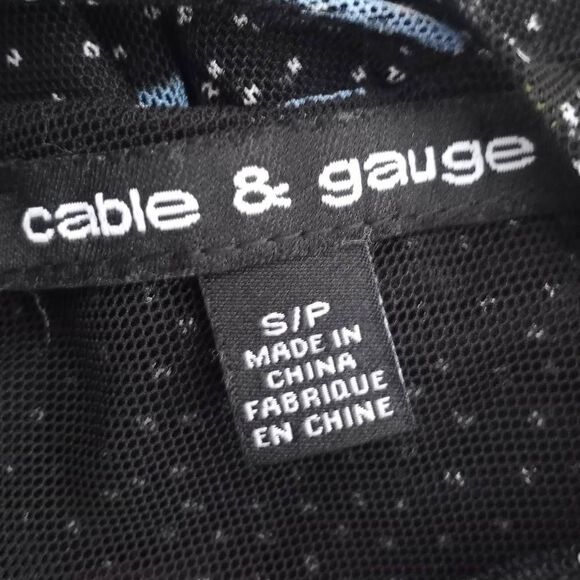 cable & gauge
S/P
MADE IN
CHINA
FABRIQUE
EN CHINE